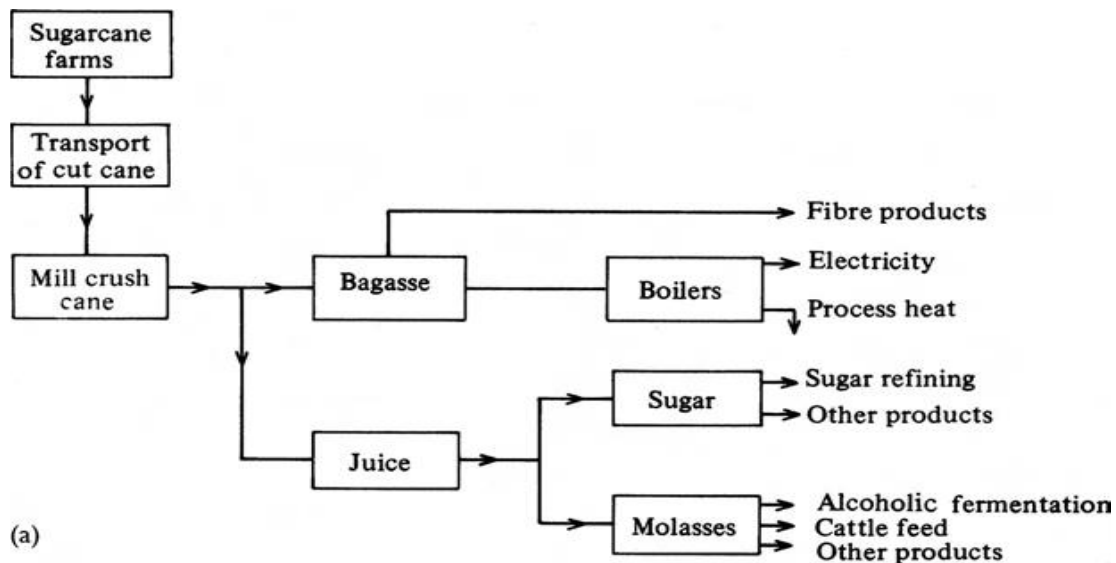 Sugarcane
farms
Transport
of cut cane
Mill crush
cane
Bagasse
Fibre products
Boilers
Electricity
Process heat
Juice
Sugar
Sugar refining
Other products
Molasses
Alcoholic fermentation
Cattle feed
Other products
(a)